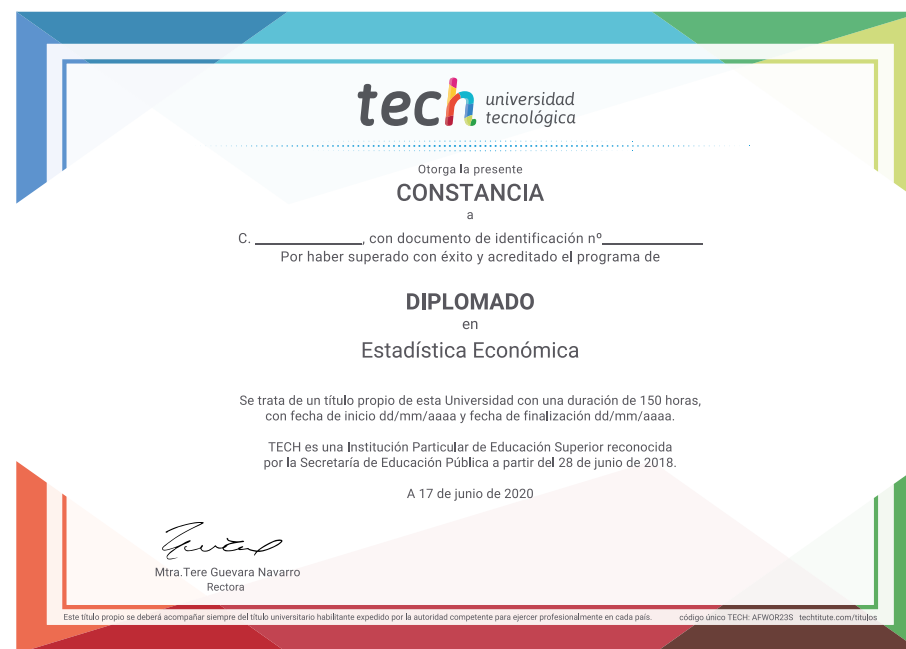 tech universidad
tecnológica
Otorga la presente
CONSTANCIA
a
C. ______________, con documento de identificación nº_____________
Por haber superado con éxito y acreditado el programa de
DIPLOMADO
en
Estadística Económica
Se trata de un título propio de esta Universidad con una duración de 150 horas,
con fecha de inicio dd/mm/aaaa y fecha de finalización dd/mm/aaaa.
TECH es una Institución Particular de Educación Superior reconocida
por la Secretaría de Educación Pública a partir del 28 de junio de 2018.
A 17 de junio de 2020
Mtra.Tere Guevara Navarro
Rectora
Este título propio se deberá acompañar siempre del título universitario habilitante expedido por la autoridad competente para ejercer profesionalmente en cada país. código único TECH: AFWOR23S techtitute.com/titulos